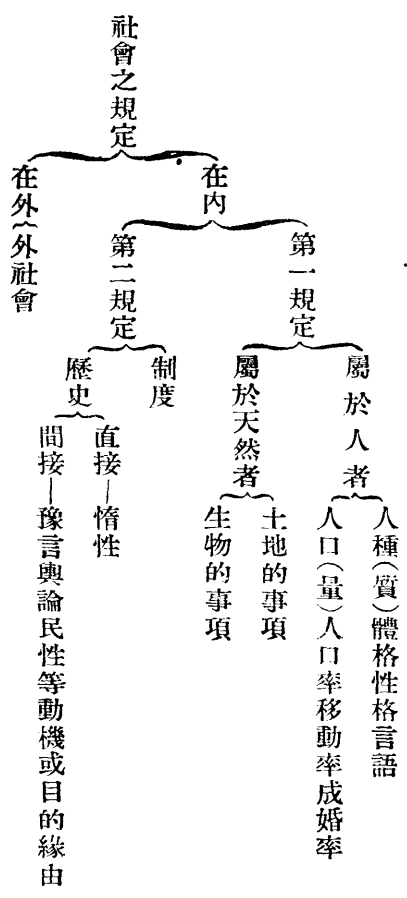 社會之規定
在內
第一規定
屬於人者
人種(質)體格性格言語
人口(量)人口率移動率成婚率
屬於天然者
土地的事項
生物的事項
第二規定
制度
歷史
直接—惰性
間接—豫言輿論民性等動機或目的緣由
在外
外社會